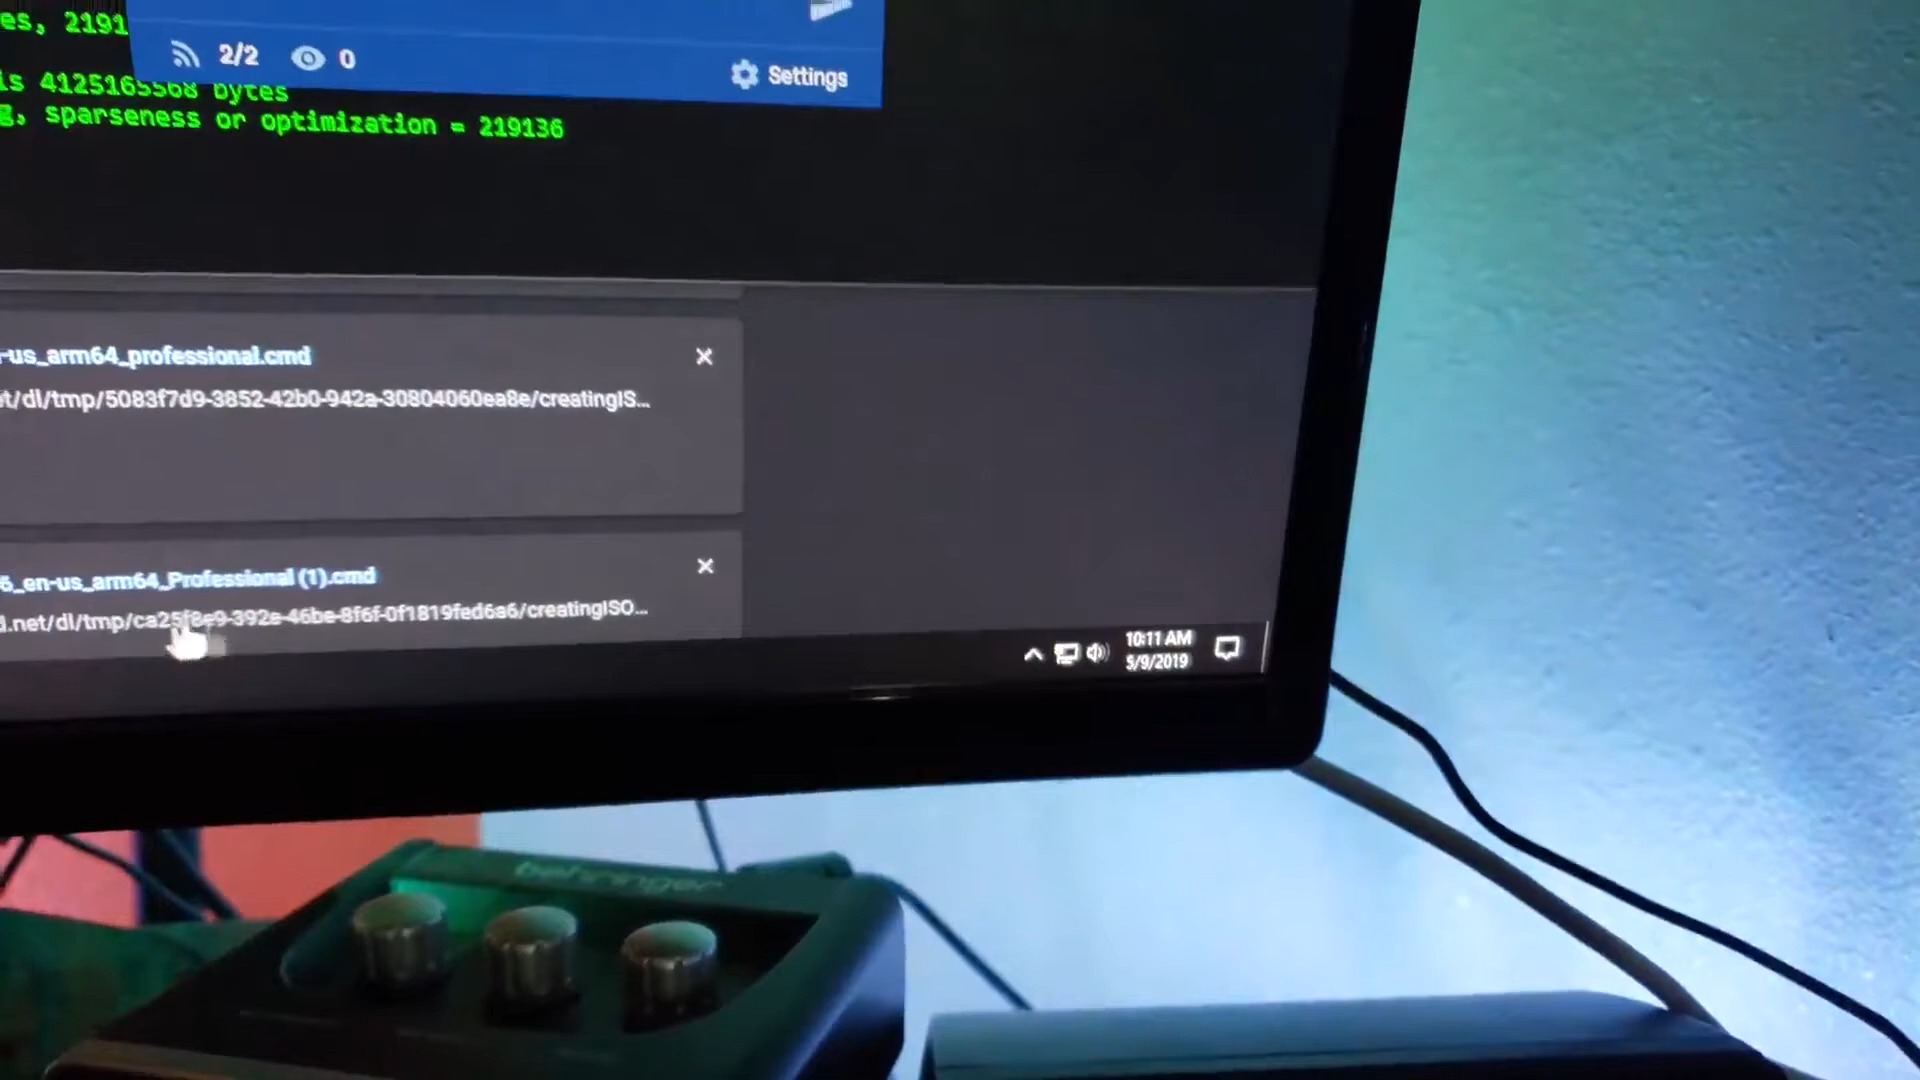 es, 2191
2/2 0
Settings
is 4125165568 bytes
g, sparseness or optimization = 219136
-us_arm64_professional.cmd
t/dl/tmp/5083f7d9-3852-42b0-942a-30804060ea8e/creatingIS...
6_en-us_arm64_Professional (1).cmd
d.net/dl/tmp/ca25f8e9-392e-46be-8f6f-0f1819fed6a6/creatingISO...
10:11 AM
5/9/2019
behringer